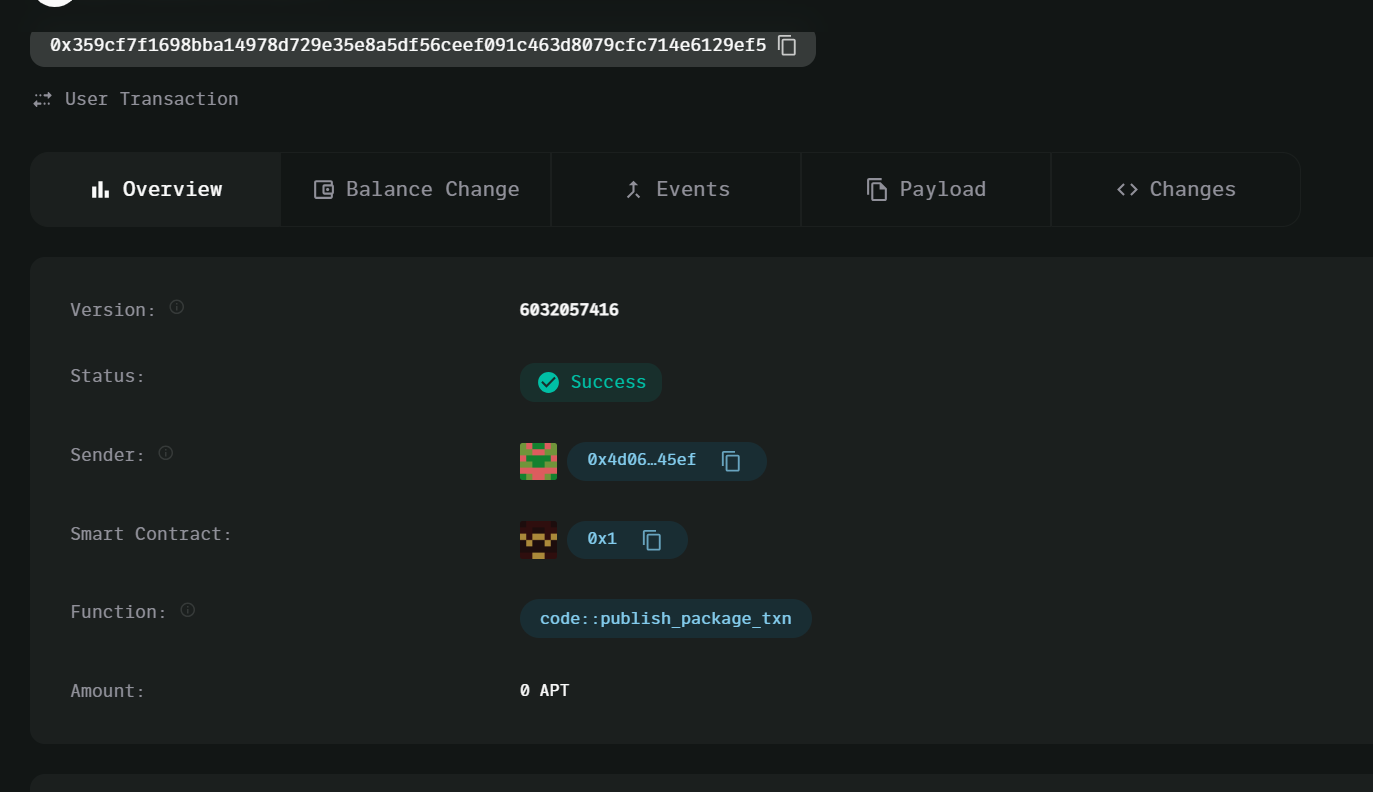 0x359cf7f1698bba14978d729e35e8a5df56ceef091c463d8079cfc714e6129ef5
User Transaction
Overview Balance Change Events Payload Changes
Version: 6032057416
Status: Success
Sender: 0x4d06…45ef
Smart Contract: 0x1
Function: code::publish_package_txn
Amount: 0 APT